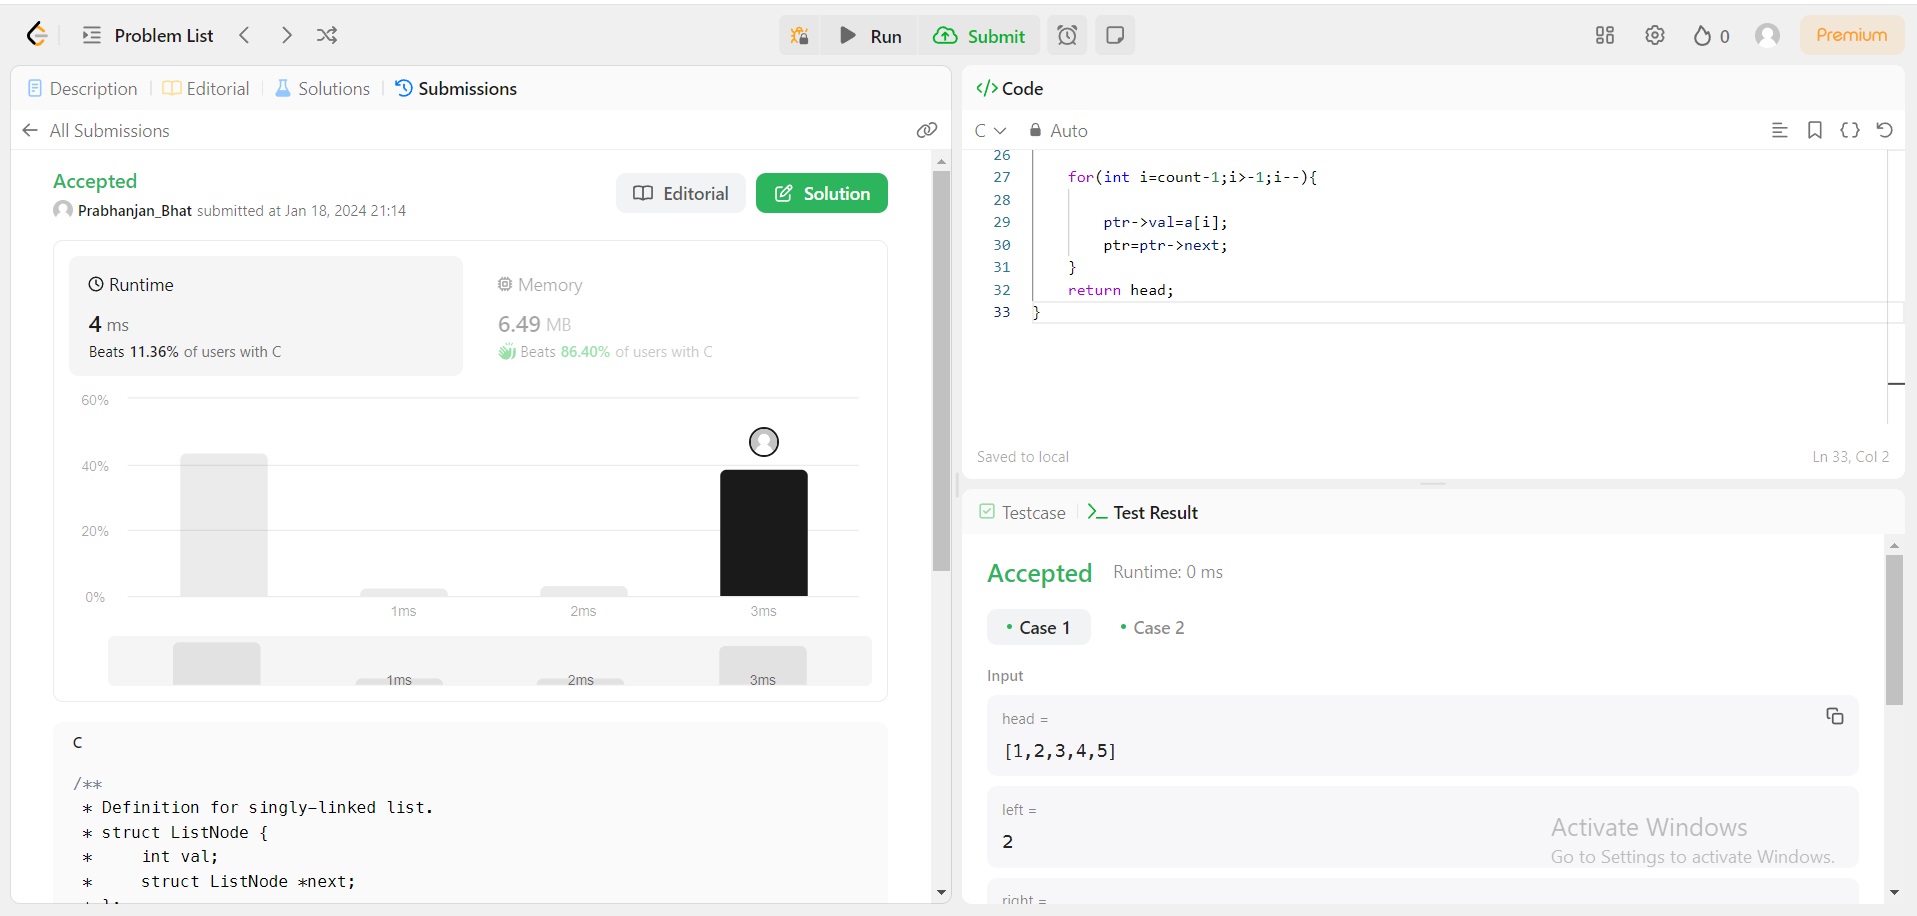 Problem List
Run
Submit
0
Premium
Description
Editorial
Solutions
Submissions
All Submissions
Accepted
Prabhanjan_Bhat submitted at Jan 18, 2024 21:14
Editorial
Solution
Runtime
4 ms
Beats 11.36% of users with C
Memory
6.49 MB
Beats 86.40% of users with C
60%
40%
20%
0%
1ms 2ms 3ms
1ms 2ms 3ms
C
/**
* Definition for singly-linked list.
* struct ListNode {
* int val;
* struct ListNode *next;
* };
</> Code
C
Auto
26
27 for(int i=count-1;i>-1;i--){
28
29 ptr->val=a[i];
30 ptr=ptr->next;
31 }
32 return head;
33 }
Saved to local
Ln 33, Col 2
Testcase
Test Result
Accepted
Runtime: 0 ms
Case 1
Case 2
Input
head =
[1,2,3,4,5]
left =
2
right =
Activate Windows
Go to Settings to activate Windows.